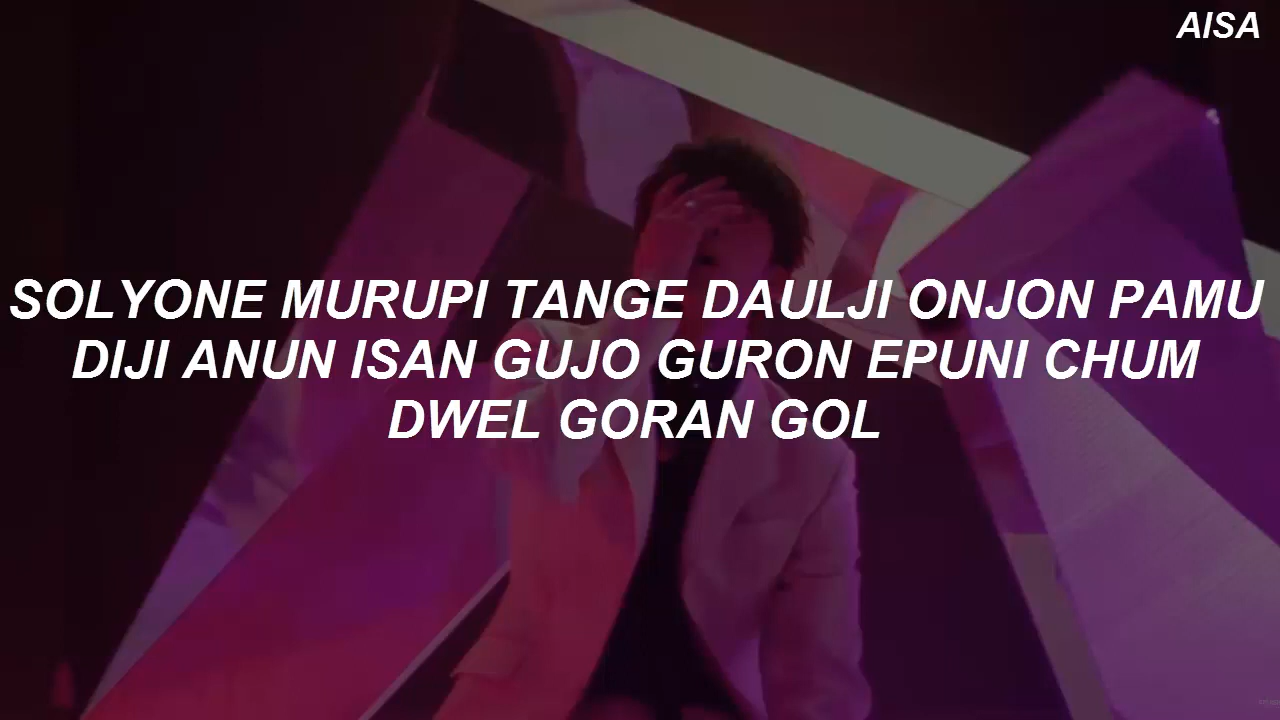 AISA
SOLYONE MURUPI TANGE DAULJI ONJON PAMU
DIJI ANUN ISAN GUJO GURON EPUNI CHUM
DWEL GORAN GOL